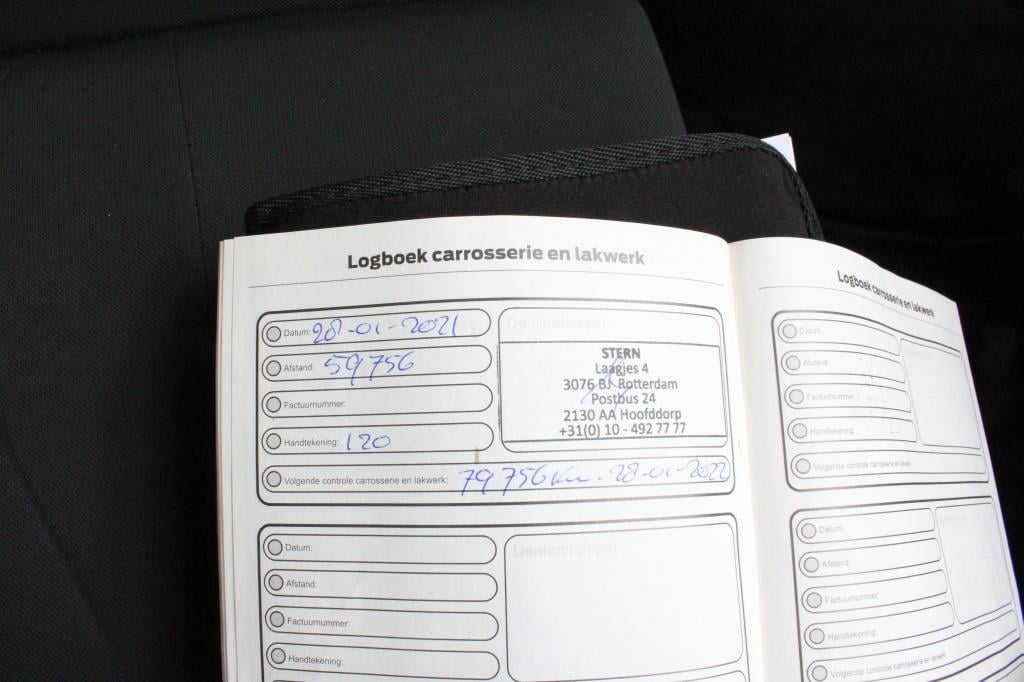 Logboek carrosserie en lakwerk
Datum: 28-01-2021
Afstand: 59756
Factuurnummer:
Handtekening: 120
Volgende controle carrosserie en lakwerk: 79756 km - 28-01-2022
Dealerstempel
STERN
Laagjes 4
3076 BJ Rotterdam
Postbus 24
2130 AA Hoofddorp
+31(0) 10 - 492 77 77
Datum:
Afstand:
Factuurnummer:
Handtekening:
Dealerstempel
Logboek carrosserie en lakwerk
Datum:
Afstand:
Factuurnummer:
Handtekening:
Volgende controle carrosserie en lakwerk:
Datum:
Afstand:
Factuurnummer:
Handtekening:
Volgende controle carrosserie en lakwerk